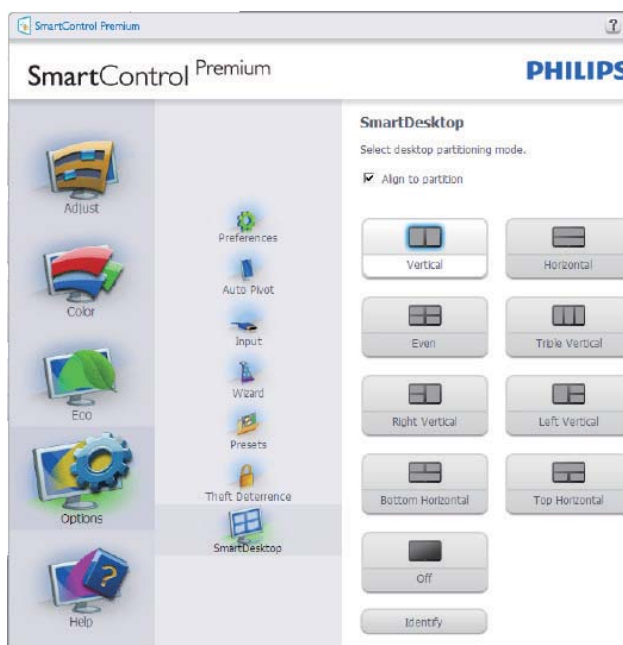 SmartControl Premium
?
SmartControl Premium
PHILIPS
Adjust
Color
Eco
Options
Help
Preferences
Auto Pivot
Input
Wizard
Presets
Theft Deterrence
SmartDesktop
SmartDesktop
Select desktop partitioning mode.
Align to partition
Vertical
Horizontal
Even
Triple Vertical
Right Vertical
Left Vertical
Bottom Horizontal
Top Horizontal
Off
Identify